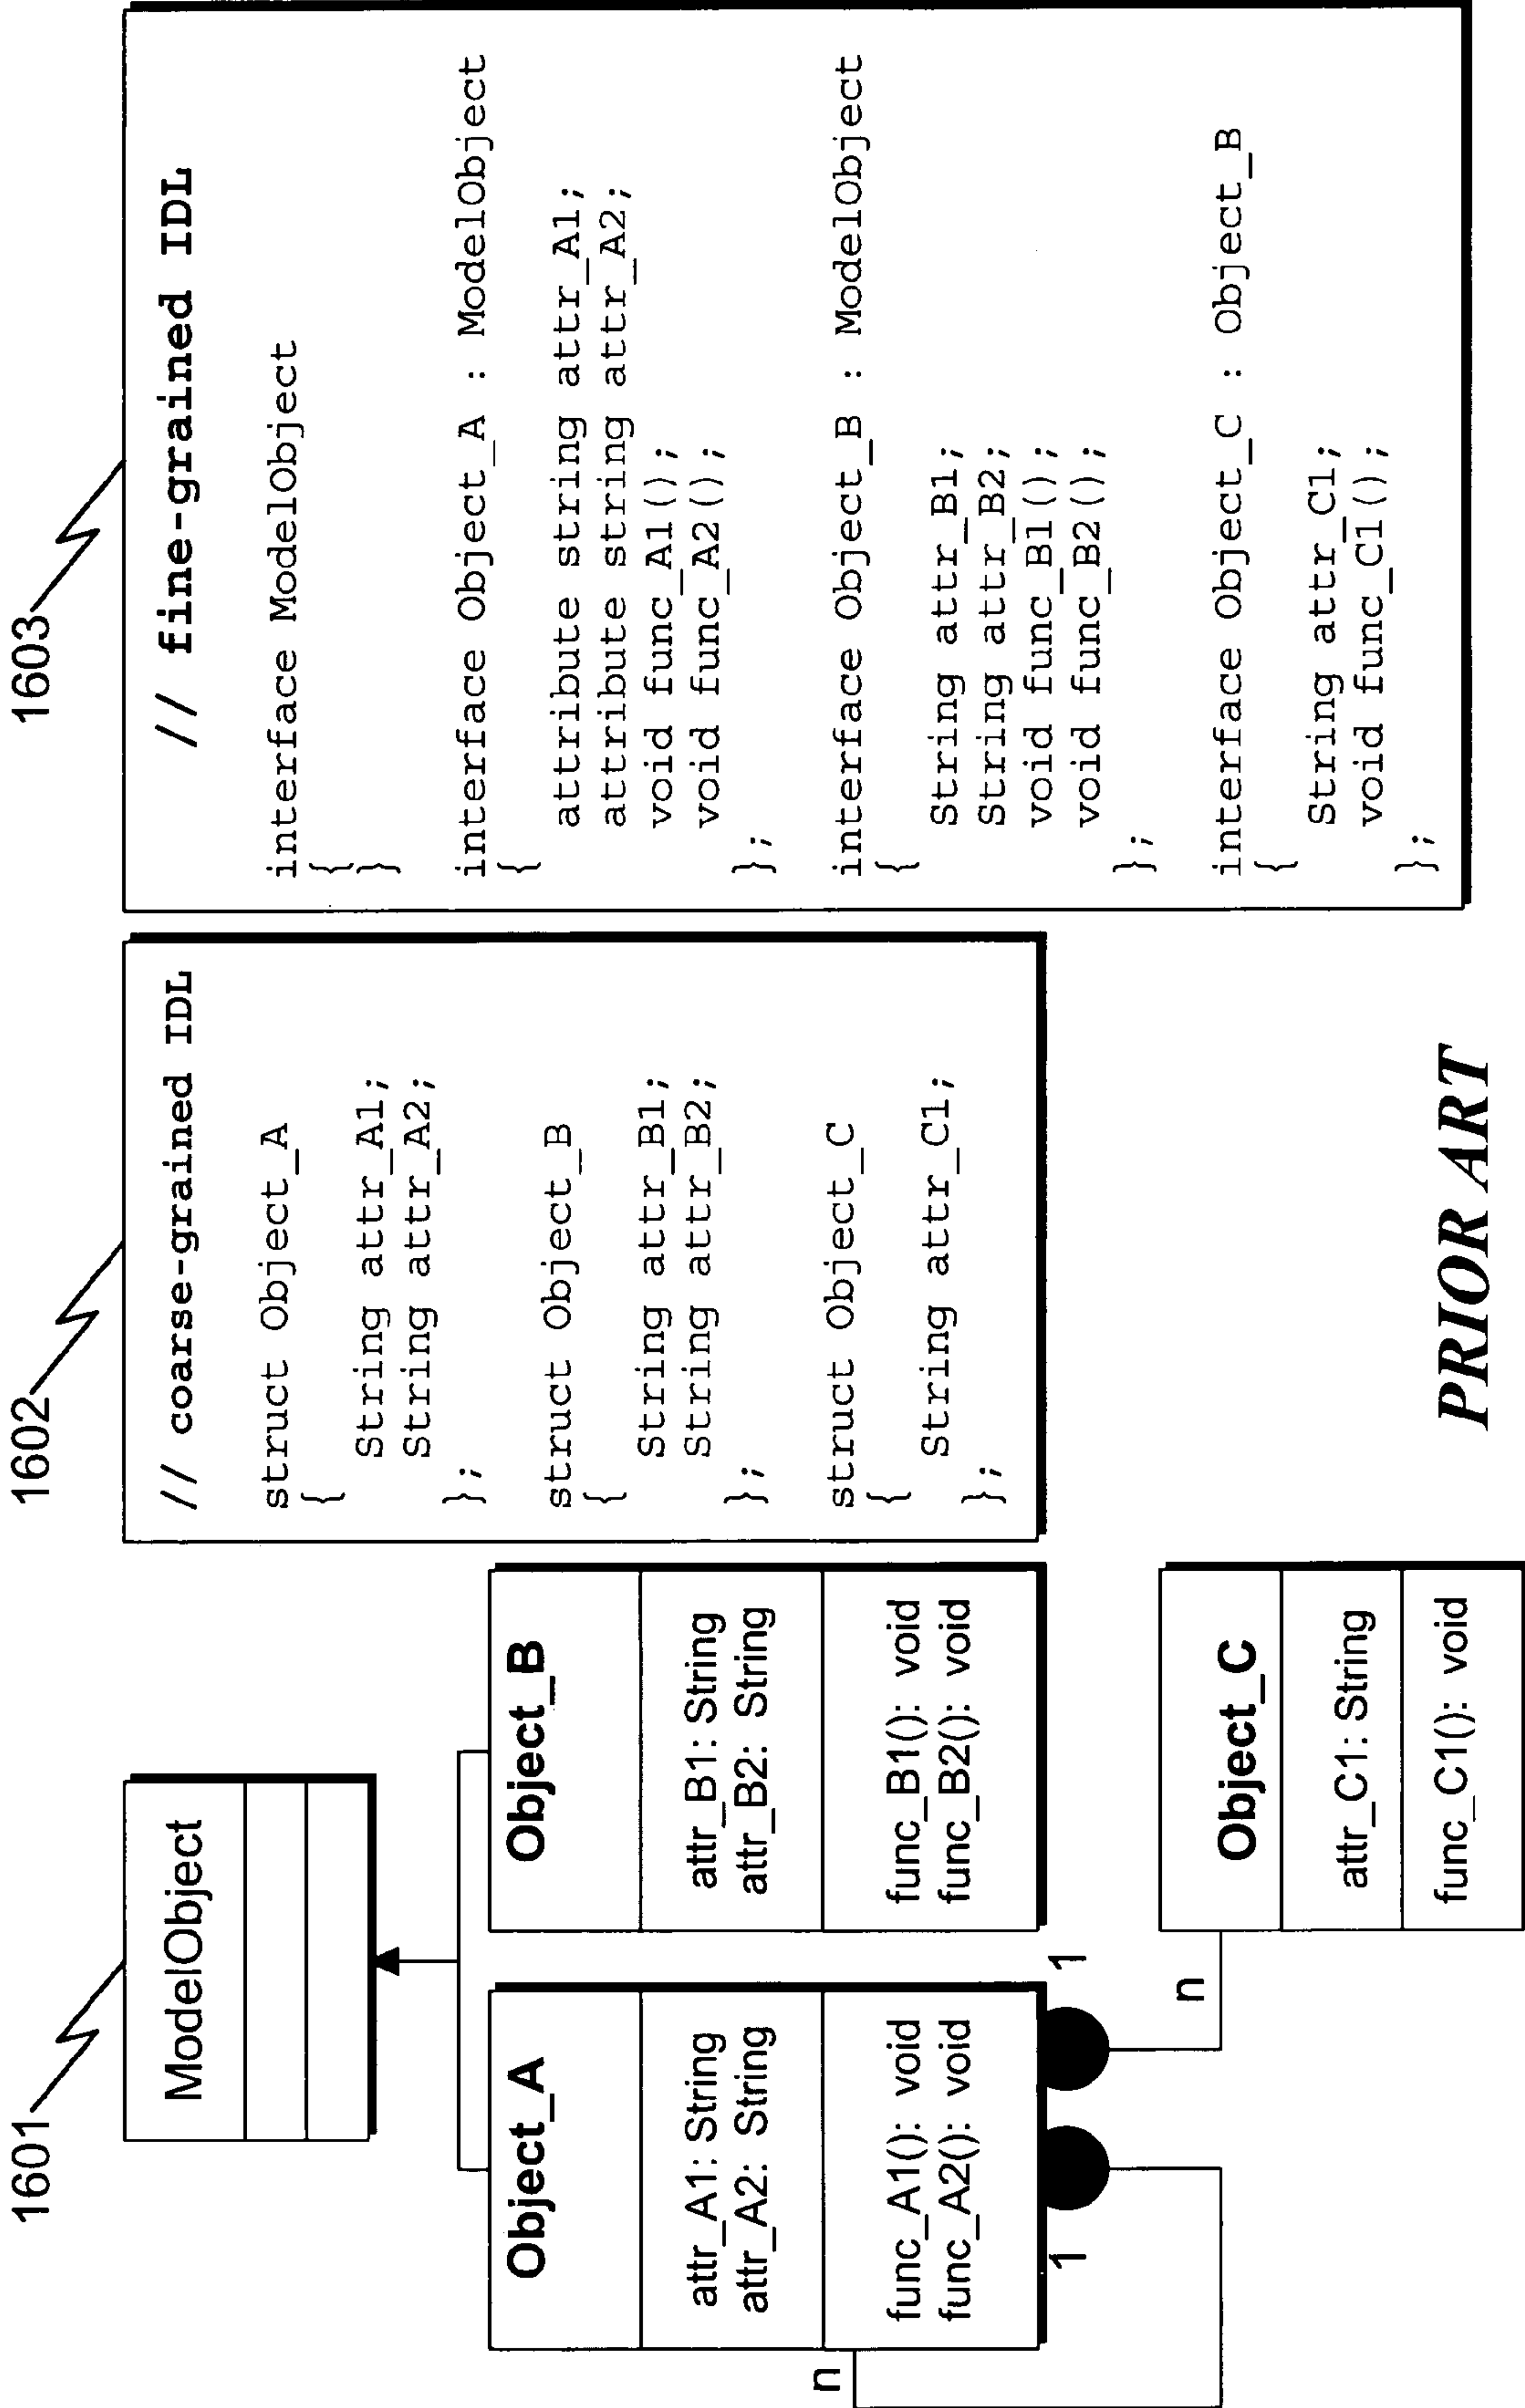 1601
ModelObject
Object_A
attr_A1: String
attr_A2: String
func_A1(): void
func_A2(): void
n
1
1
n
Object_B
attr_B1: String
attr_B2: String
func_B1(): void
func_B2(): void
Object_C
attr_C1: String
func_C1(): void
1602
// coarse-grained IDL
struct Object_A
{
String attr_A1;
String attr_A2;
};
struct Object_B
{
String attr_B1;
String attr_B2;
};
struct Object_C
{
String attr_C1;
};
1603
// fine-grained IDL
interface ModelObject
{
}
interface Object_A : ModelObject
{
attribute string attr_A1;
attribute string attr_A2;
void func_A1();
void func_A2();
};
interface Object_B : ModelObject
{
String attr_B1;
String attr_B2;
void func_B1();
void func_B2();
};
interface Object_C : Object_B
{
String attr_C1;
void func_C1();
};
PRIOR ART